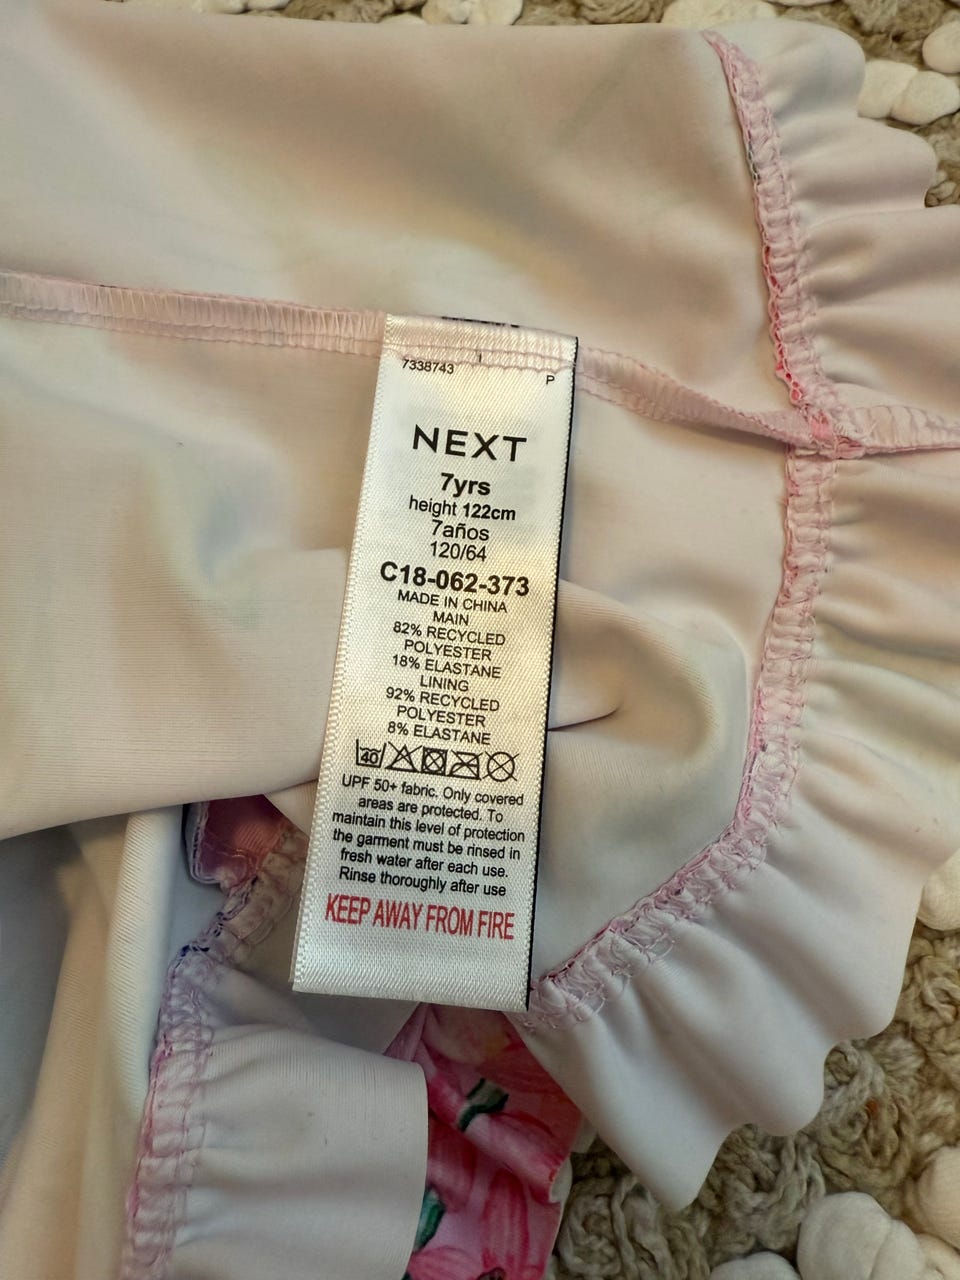 7338743
P
NEXT
7yrs
height 122cm
7años
120/64
C18-062-373
MADE IN CHINA
MAIN
82% RECYCLED
POLYESTER
18% ELASTANE
LINING
92% RECYCLED
POLYESTER
8% ELASTANE
40
UPF 50+ fabric. Only covered
areas are protected. To
maintain this level of protection
the garment must be rinsed in
fresh water after each use.
Rinse thoroughly after use
KEEP AWAY FROM FIRE